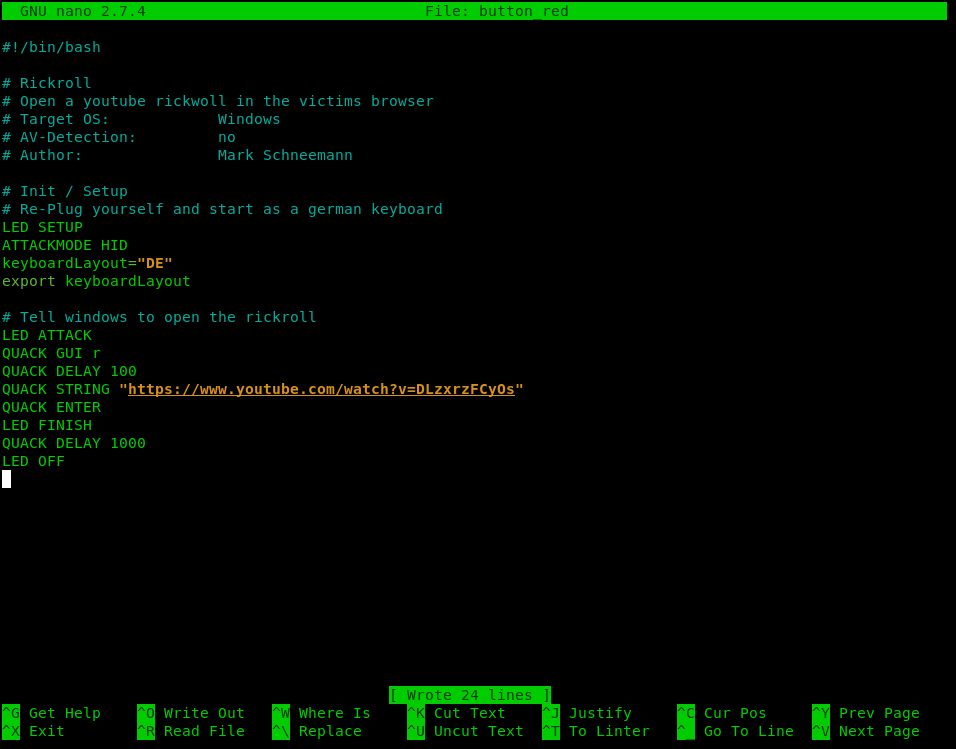 GNU nano 2.7.4 File: button_red
#!/bin/bash
# Rickroll
# Open a youtube rickwoll in the victims browser
# Target OS: Windows
# AV-Detection: no
# Author: Mark Schneemann
# Init / Setup
# Re-Plug yourself and start as a german keyboard
LED SETUP
ATTACKMODE HID
keyboardLayout="DE"
export keyboardLayout
# Tell windows to open the rickroll
LED ATTACK
QUACK GUI r
QUACK DELAY 100
QUACK STRING "https://www.youtube.com/watch?v=DLzxrzFCyOs"
QUACK ENTER
LED FINISH
QUACK DELAY 1000
LED OFF
[ Wrote 24 lines ]
^G Get Help ^O Write Out ^W Where Is ^K Cut Text ^J Justify ^C Cur Pos ^Y Prev Page
^X Exit ^R Read File ^\ Replace ^U Uncut Text ^T To Linter ^_ Go To Line ^V Next Page